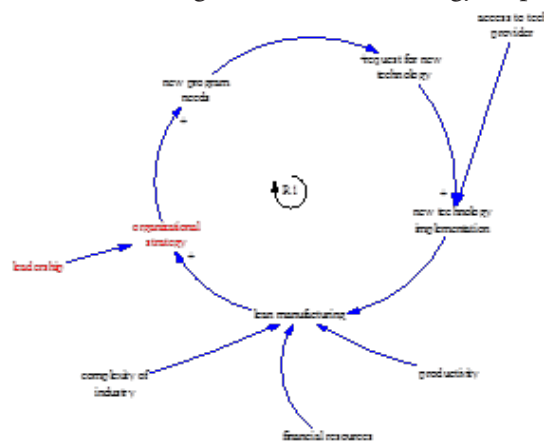 access to tech
provider
request for new
technology
new program
needs
+
R1
+
new technology
implementation
organizational
strategy
+
leadership
lean manufacturing
complexity of
industry
productivity
financial resources